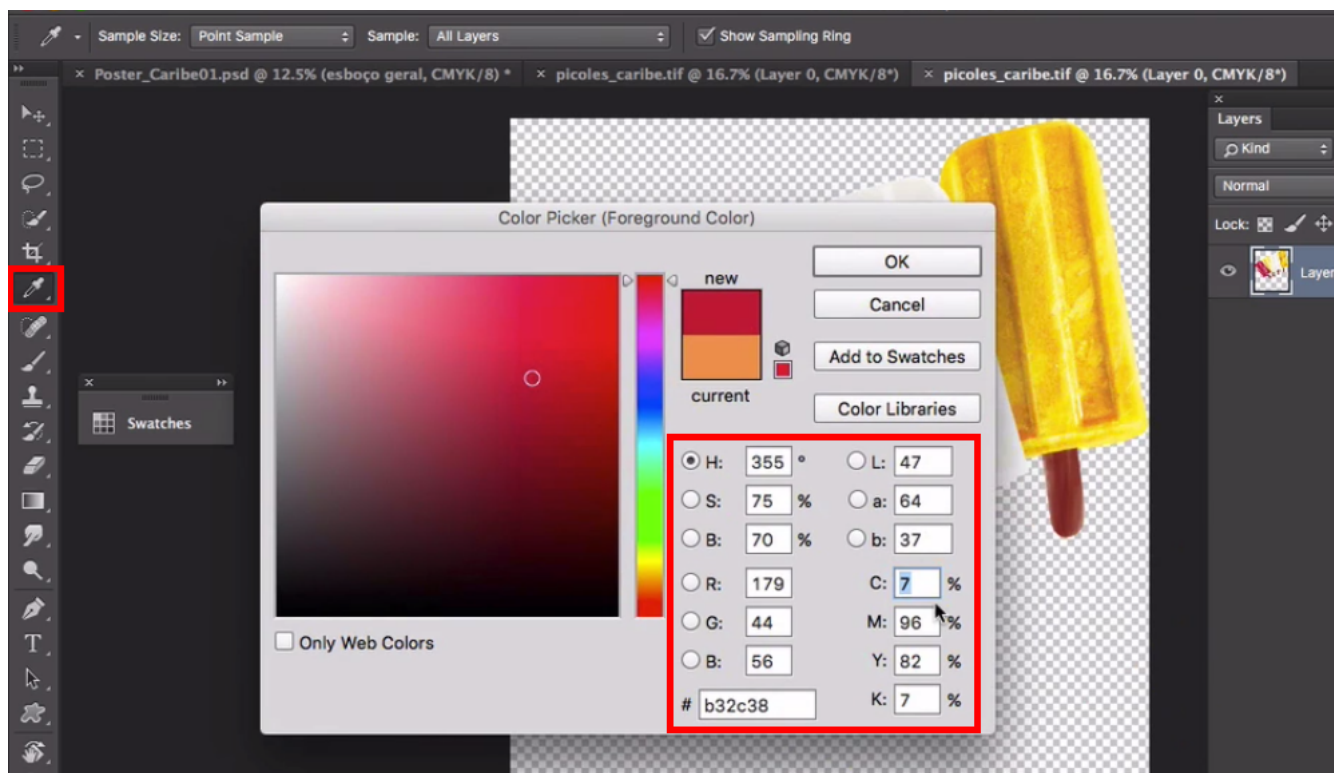 Sample Size: Point Sample Sample: All Layers Show Sampling Ring
× Poster_Caribe01.psd @ 12.5% (esboço geral, CMYK/8) * × picoles_caribe.tif @ 16.7% (Layer 0, CMYK/8*) × picoles_caribe.tif @ 16.7% (Layer 0, CMYK/8*)
Layers
Kind
Normal
Lock:
Layer
Swatches
Color Picker (Foreground Color)
new
current
OK
Cancel
Add to Swatches
Color Libraries
H: 355 ° L: 47
S: 75 % a: 64
B: 70 % b: 37
R: 179 C: 7 %
G: 44 M: 96 %
B: 56 Y: 82 %
# b32c38 K: 7 %
Only Web Colors